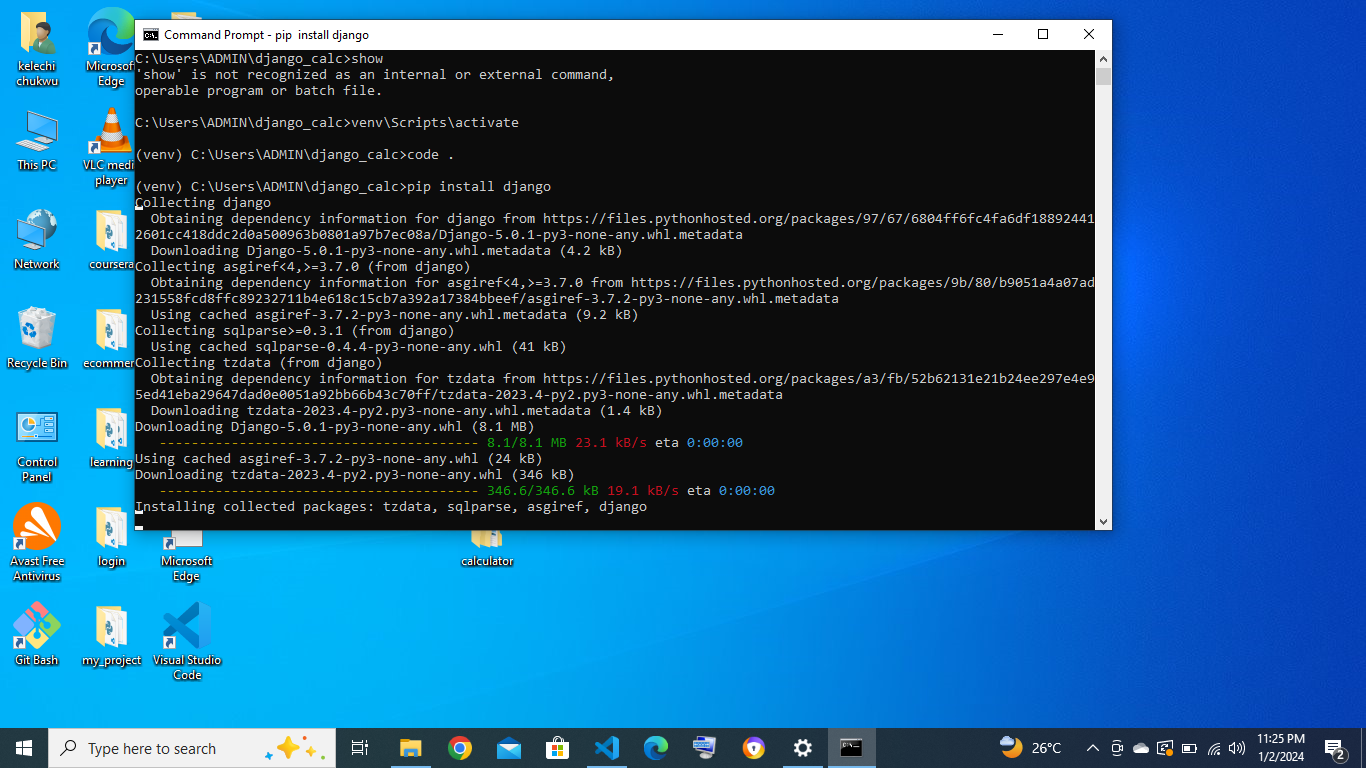 Command Prompt - pip  install django
C:\Users\ADMIN\django_calc>show
'show' is not recognized as an internal or external command,
operable program or batch file.
C:\Users\ADMIN\django_calc>venv\Scripts\activate
(venv) C:\Users\ADMIN\django_calc>code .
(venv) C:\Users\ADMIN\django_calc>pip install django
Collecting django
  Obtaining dependency information for django from https://files.pythonhosted.org/packages/97/67/6804ff6fc4fa6df18892441
2601cc418ddc2d0a500963b0801a97b7ec08a/Django-5.0.1-py3-none-any.whl.metadata
  Downloading Django-5.0.1-py3-none-any.whl.metadata (4.2 kB)
Collecting asgiref<4,>=3.7.0 (from django)
  Obtaining dependency information for asgiref<4,>=3.7.0 from https://files.pythonhosted.org/packages/9b/80/b9051a4a07ad
231558fcd8ffc89232711b4e618c15cb7a392a17384bbeef/asgiref-3.7.2-py3-none-any.whl.metadata
  Using cached asgiref-3.7.2-py3-none-any.whl.metadata (9.2 kB)
Collecting sqlparse>=0.3.1 (from django)
  Using cached sqlparse-0.4.4-py3-none-any.whl (41 kB)
Collecting tzdata (from django)
  Obtaining dependency information for tzdata from https://files.pythonhosted.org/packages/a3/fb/52b62131e21b24ee297e4e9
5ed41eba29647dad0e0051a92bb66b43c70ff/tzdata-2023.4-py2.py3-none-any.whl.metadata
  Downloading tzdata-2023.4-py2.py3-none-any.whl.metadata (1.4 kB)
Downloading Django-5.0.1-py3-none-any.whl (8.1 MB)
   ---------------------------------------- 8.1/8.1 MB 23.1 kB/s eta 0:00:00
Using cached asgiref-3.7.2-py3-none-any.whl (24 kB)
Downloading tzdata-2023.4-py2.py3-none-any.whl (346 kB)
   ---------------------------------------- 346.6/346.6 kB 19.1 kB/s eta 0:00:00
Installing collected packages: tzdata, sqlparse, asgiref, django
kelechi
chukwu
Microsof
Edge
This PC
VLC medi
player
Network
coursera
Recycle Bin
ecommer
Control
Panel
learning
Avast Free
Antivirus
login
Microsoft
Edge
calculator
Git Bash
my_project
Visual Studio
Code
Type here to search
26°C
11:25 PM
1/2/2024
2